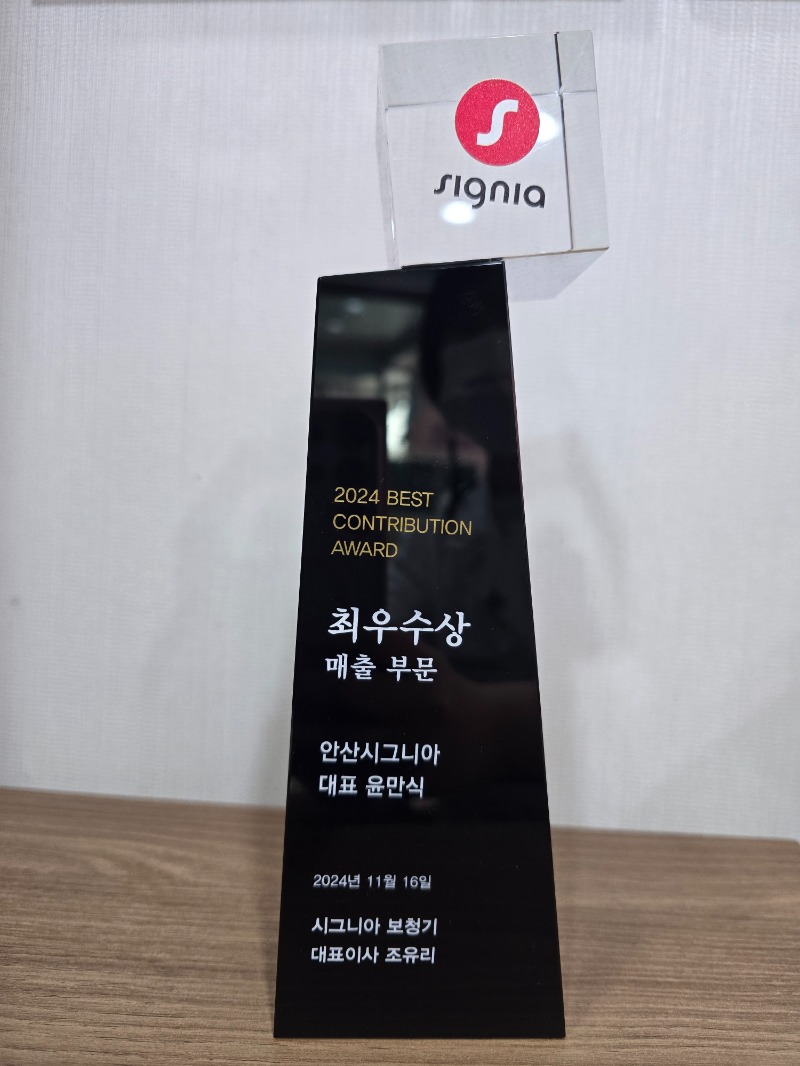 signia
2024 BEST
CONTRIBUTION
AWARD
최우수상
매출 부문
안산시그니아
대표 윤만식
2024년 11월 16일
시그니아 보청기
대표이사 조유리